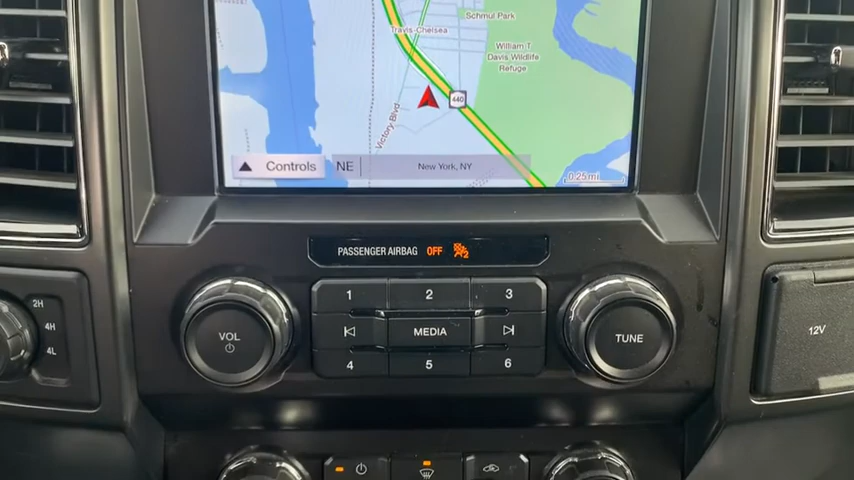 Schmul Park
Travis-Chelsea
William T
Davis Wildlife
Refuge
440
Victory Blvd
Controls
NE
New York, NY
0.25 mi
PASSENGER AIRBAG OFF 2
2H
4H
4L
VOL
1
2
3
MEDIA
4
5
6
TUNE
12V